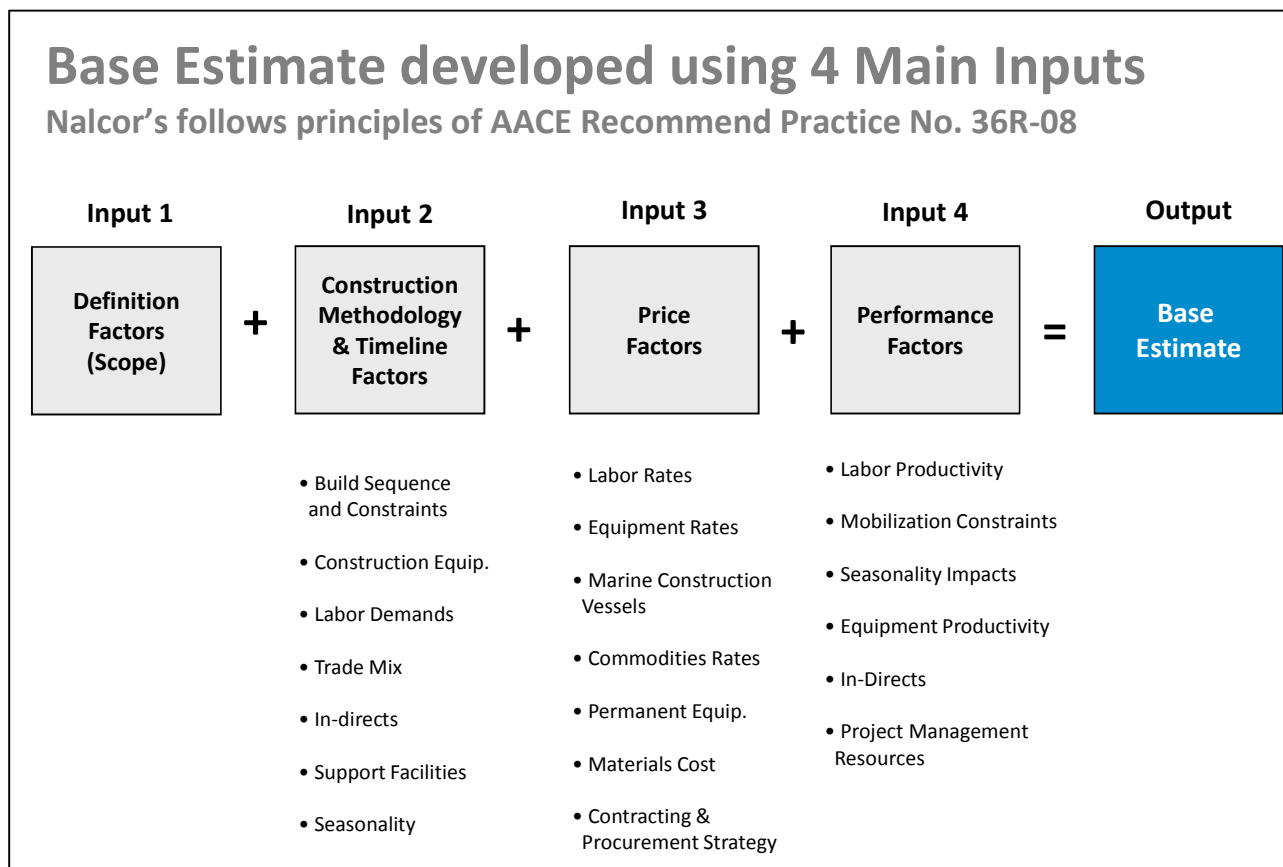 Base Estimate developed using 4 Main Inputs
Nalcor's follows principles of AACE Recommend Practice No. 36R-08
Input 1
Definition
Factors
(Scope)
+
Input 2
Construction
Methodology
& Timeline
Factors
• Build Sequence
and Constraints
• Construction Equip.
• Labor Demands
• Trade Mix
• In-directs
• Support Facilities
• Seasonality
+
Input 3
Price
Factors
• Labor Rates
• Equipment Rates
• Marine Construction
Vessels
• Commodities Rates
• Permanent Equip.
• Materials Cost
• Contracting &
Procurement Strategy
+
Input 4
Performance
Factors
• Labor Productivity
• Mobilization Constraints
• Seasonality Impacts
• Equipment Productivity
• In-Directs
• Project Management
Resources
=
Output
Base
Estimate